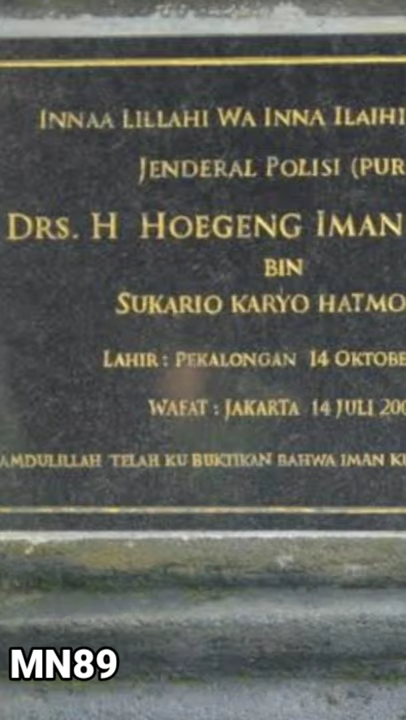 INNAA LILLAHI WA INNA ILAIHI
JENDERAL POLISI (PUR
DRS. H HOEGENG IMAN
BIN
SUKARIO KARYO HATMO
LAHIR : PEKALONGAN 14 OKTOBE
WAFAT : JAKARTA 14 JULI 200
AMDULILLAH TELAH KU BUKTIKAN BAHWA IMAN K
MN89